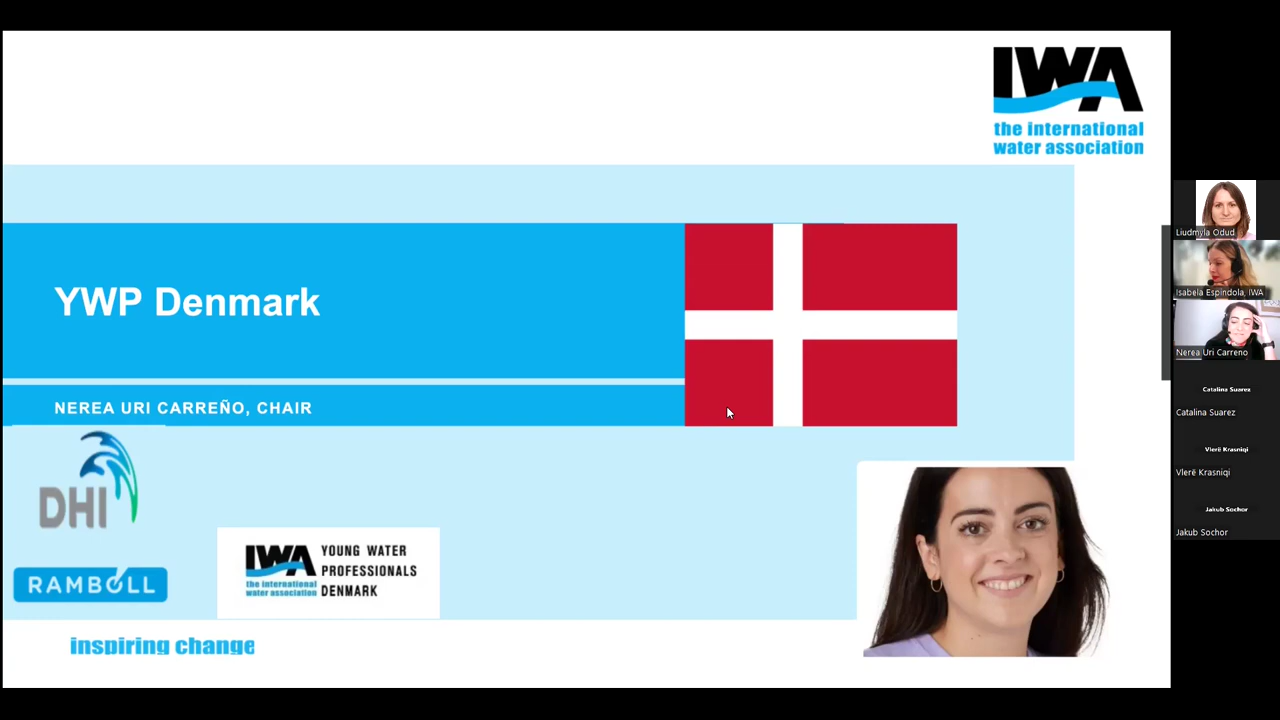 IWA
the international
water association
YWP Denmark
NEREA URI CARREÑO, CHAIR
DHI
RAMBOLL
IWA
the international
water association
YOUNG WATER
PROFESSIONALS
DENMARK
inspiring change
Liudmyla Odud
Isabela Espindola, IWA
Nerea Uri Carreno
Catalina Suarez
Catalina Suarez
Vlerë Krasniqi
Vlerë Krasniqi
Jakub Sochor
Jakub Sochor